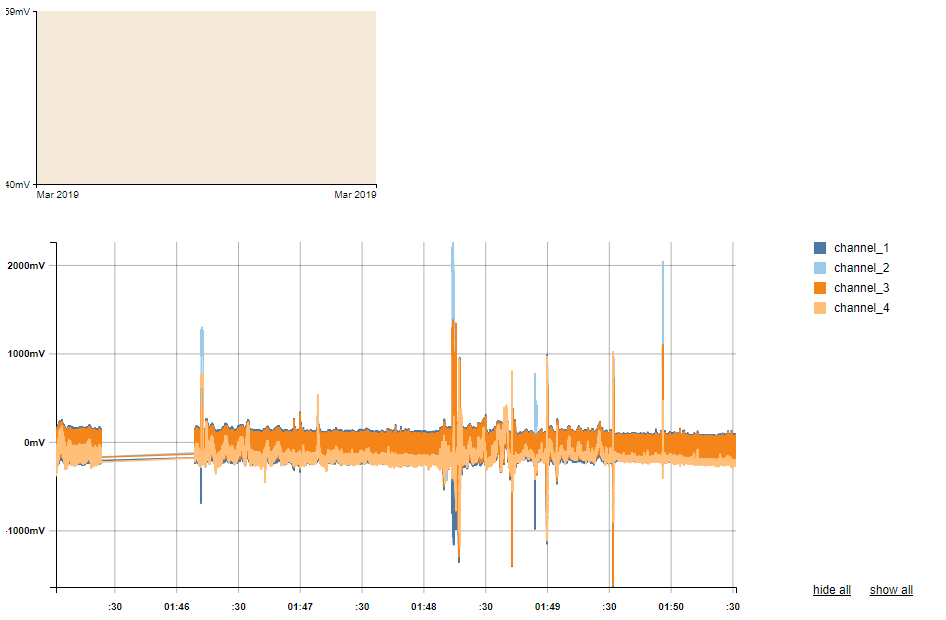 59mV
40mV
Mar 2019 Mar 2019
2000mV
1000mV
0mV
-1000mV
:30 01:46 :30 01:47 :30 01:48 :30 01:49 :30 01:50 :30
channel_1
channel_2
channel_3
channel_4
hide all show all